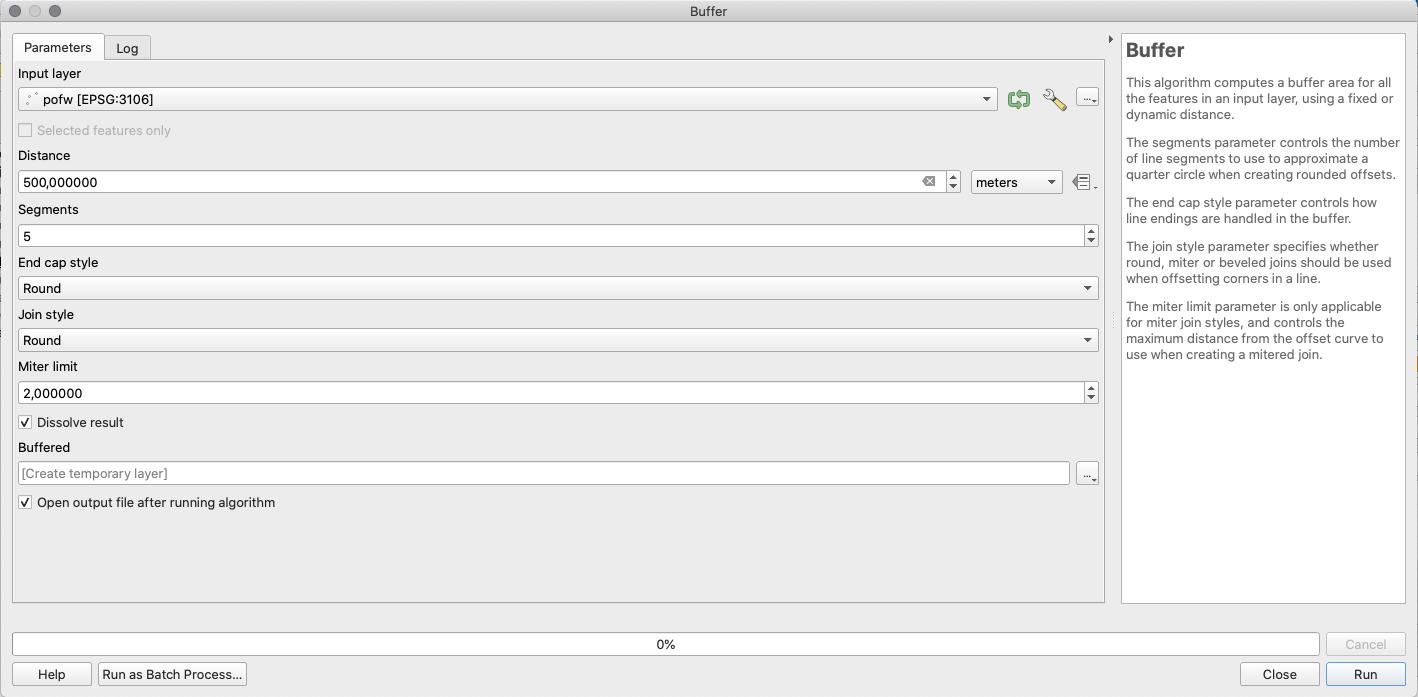 Buffer
Parameters
Log
Input layer
pofw [EPSG:3106]
...
Selected features only
Distance
500,000000
meters
Segments
5
End cap style
Round
Join style
Round
Miter limit
2,000000
Dissolve result
Buffered
[Create temporary layer]
...
Open output file after running algorithm
Buffer
This algorithm computes a buffer area for all
the features in an input layer, using a fixed or
dynamic distance.
The segments parameter controls the number
of line segments to use to approximate a
quarter circle when creating rounded offsets.
The end cap style parameter controls how
line endings are handled in the buffer.
The join style parameter specifies whether
round, miter or beveled joins should be used
when offsetting corners in a line.
The miter limit parameter is only applicable
for miter join styles, and controls the
maximum distance from the offset curve to
use when creating a mitered join.
0%
Cancel
Help
Run as Batch Process...
Close
Run